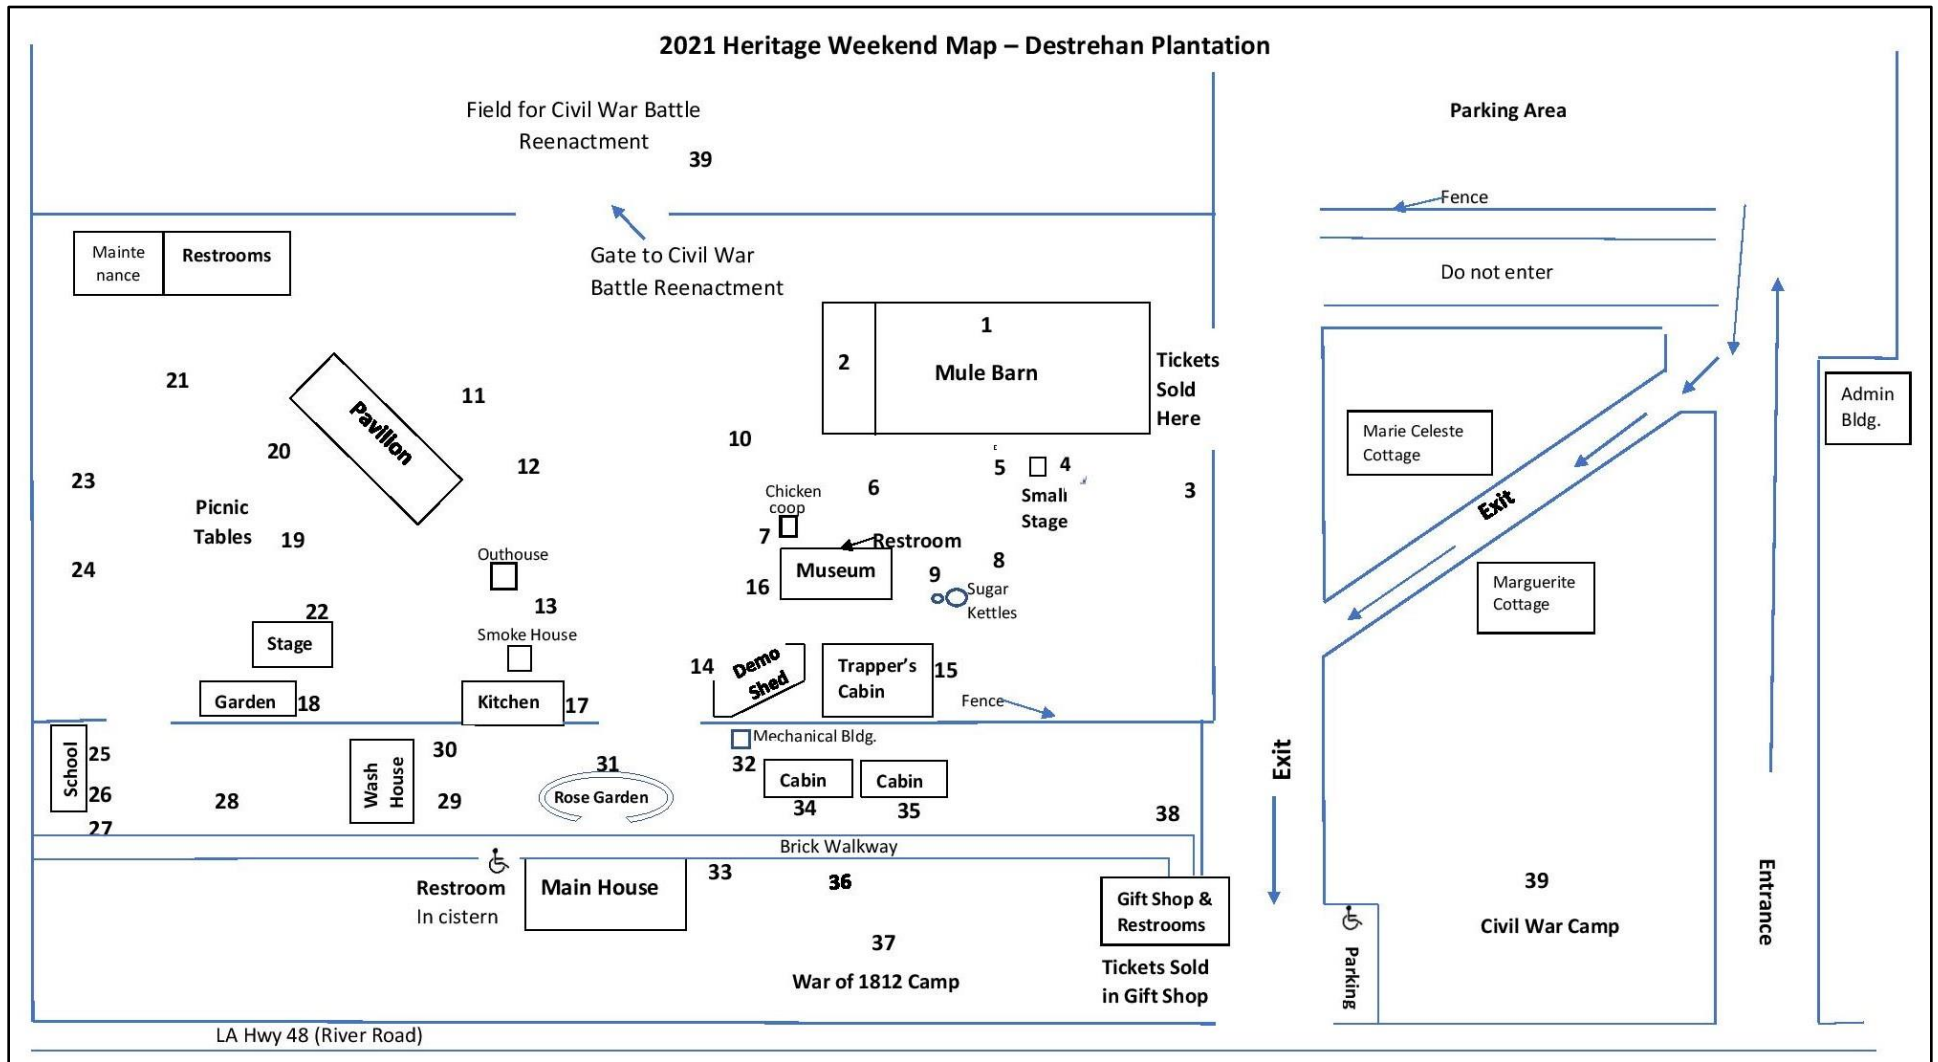 2021 Heritage Weekend Map – Destrehan Plantation
Field for Civil War Battle
Reenactment
39
Parking Area
Fence
Mainte
nance
Restrooms
Gate to Civil War
Battle Reenactment
Do not enter
1
2
Mule Barn
Tickets
Sold
Here
21
11
Pavillon
10
20
12
23
Picnic
Tables
19
24
Chicken
coop
6
7
5
4
Small
Stage
3
Marie Celeste
Cottage
Admin
Bldg.
Exit
Outhouse
13
Restroom
Museum
16
8
9
Sugar
Kettles
Marguerite
Cottage
22
Stage
Smoke House
14
Demo
Shed
Trapper's
Cabin
15
Garden
18
Kitchen
17
Fence
School
25
26
27
28
Wash
House
30
29
31
Rose Garden
Mechanical Bldg.
32
Cabin
34
Cabin
35
38
Exit
Brick Walkway
Restroom
In cistern
Main House
33
36
37
War of 1812 Camp
Gift Shop &
Restrooms
Tickets Sold
in Gift Shop
Parking
39
Civil War Camp
Entrance
LA Hwy 48 (River Road)